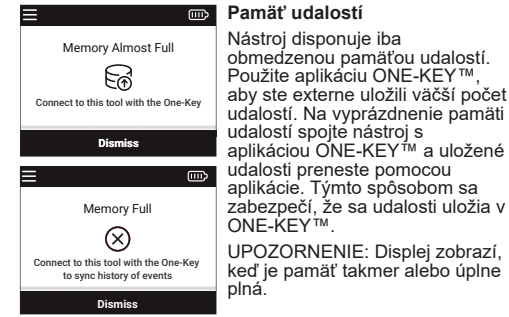 Memory Almost Full
Connect to this tool with the One-Key
Dismiss
Memory Full
Connect to this tool with the One-Key
to sync history of events
Dismiss
Pamäť udalostí
Nástroj disponuje iba
obmedzenou pamäťou udalostí.
Použite aplikáciu ONE-KEY™,
aby ste externe uložili väčší počet
udalostí. Na vyprázdnenie pamäti
udalostí spojte nástroj s
aplikáciou ONE-KEY™ a uložené
udalosti preneste pomocou
aplikácie. Týmto spôsobom sa
zabezpečí, že sa udalosti uložia v
ONE-KEY™.
UPOZORNENIE: Displej zobrazí,
keď je pamäť takmer alebo úplne
plná.